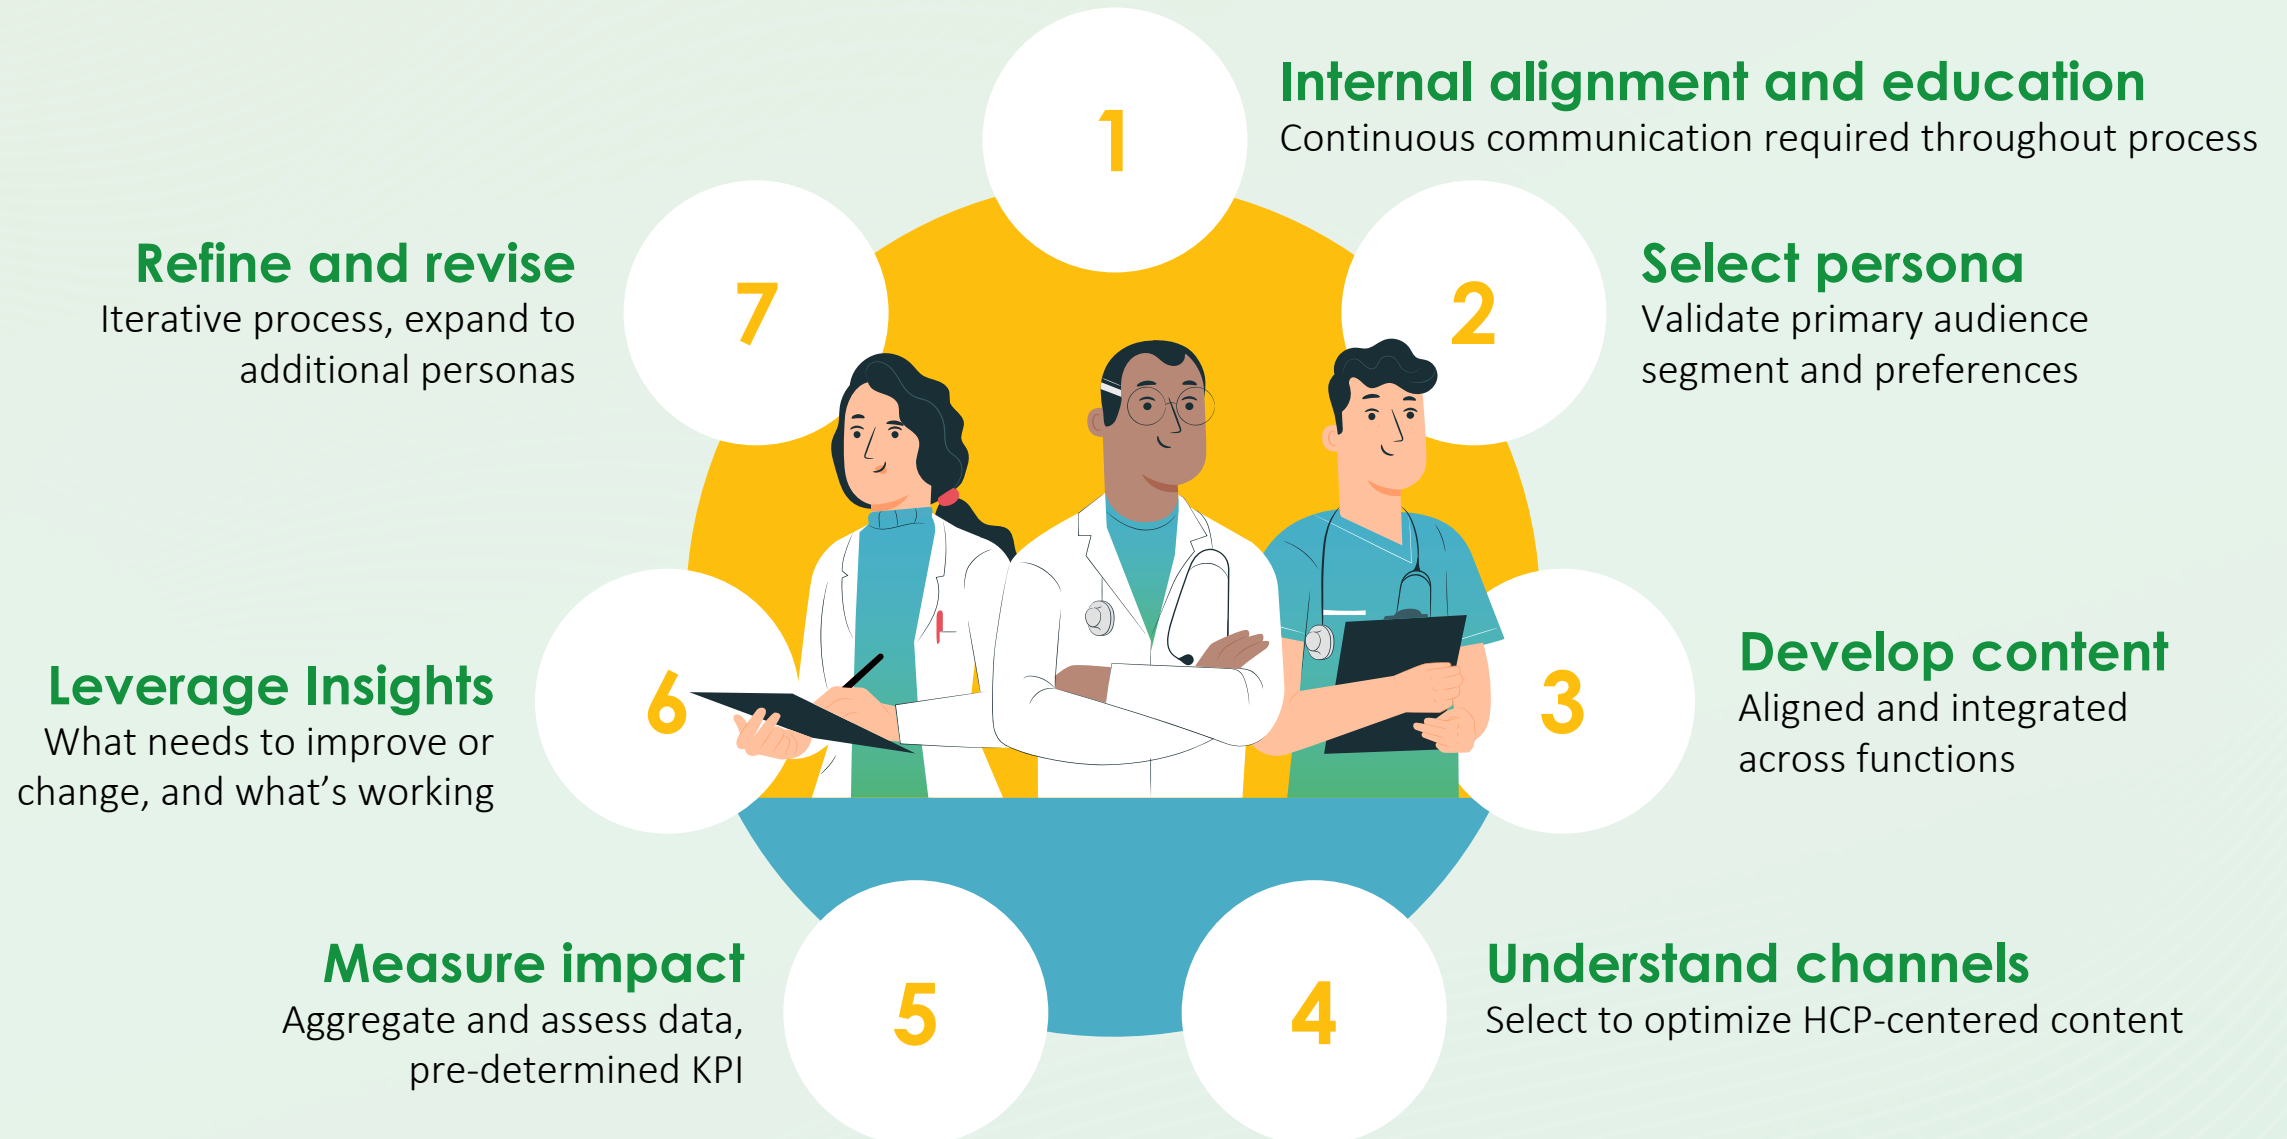 1
Internal alignment and education
Continuous communication required throughout process
2
Select persona
Validate primary audience
segment and preferences
3
Develop content
Aligned and integrated
across functions
4
Understand channels
Select to optimize HCP-centered content
5
Measure impact
Aggregate and assess data,
pre-determined KPI
6
Leverage Insights
What needs to improve or
change, and what’s working
7
Refine and revise
Iterative process, expand to
additional personas